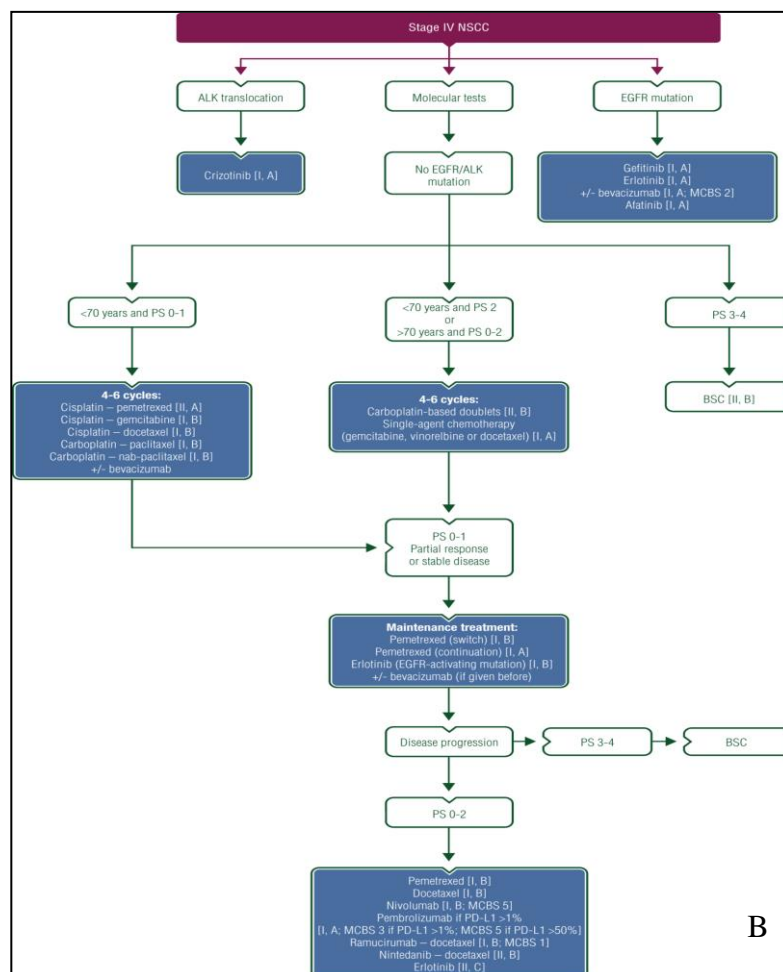 Stage IV NSCC
ALK translocation
Molecular tests
EGFR mutation
Crizotinib [I, A]
No EGFR/ALK
mutation
Gefitinib [I, A]
Erlotinib [I, A]
+/- bevacizumab [I, A; MCBS 2]
Afatinib [I, A]
<70 years and PS 0-1
<70 years and PS 2
or
>70 years and PS 0-2
PS 3-4
4-6 cycles:
Cisplatin – pemetrexed [II, A]
Cisplatin – gemcitabine [I, B]
Cisplatin – docetaxel [I, B]
Carboplatin – paclitaxel [I, B]
Carboplatin – nab-paclitaxel [I, B]
+/- bevacizumab
4-6 cycles:
Carboplatin-based doublets [II, B]
Single-agent chemotherapy
(gemcitabine, vinorelbine or docetaxel) [I, A]
BSC [II, B]
PS 0-1
Partial response
or stable disease
Maintenance treatment:
Pemetrexed (switch) [I, B]
Pemetrexed (continuation) [I, A]
Erlotinib (EGFR-activating mutation) [I, B]
+/- bevacizumab (if given before)
Disease progression
PS 3-4
BSC
PS 0-2
Pemetrexed [I, B]
Docetaxel [I, B]
Nivolumab [I, B; MCBS 5]
Pembrolizumab if PD-L1 >1%
[I, A; MCBS 3 if PD-L1 >1%; MCBS 5 if PD-L1 >50%]
Ramucirumab – docetaxel [I, B; MCBS 1]
Nintedanib – docetaxel [II, B]
Erlotinib [II, C]
B